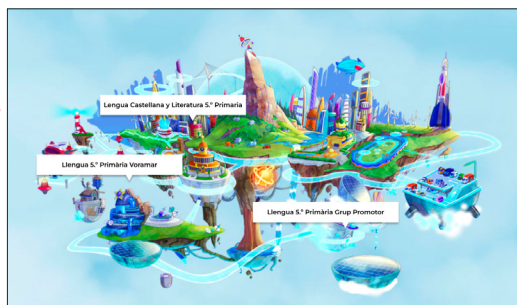 Lengua Castellana y Literatura 5.º Primaria
Llengua 5.º Primària Voramar
Llengua 5.º Primària Grup Promotor